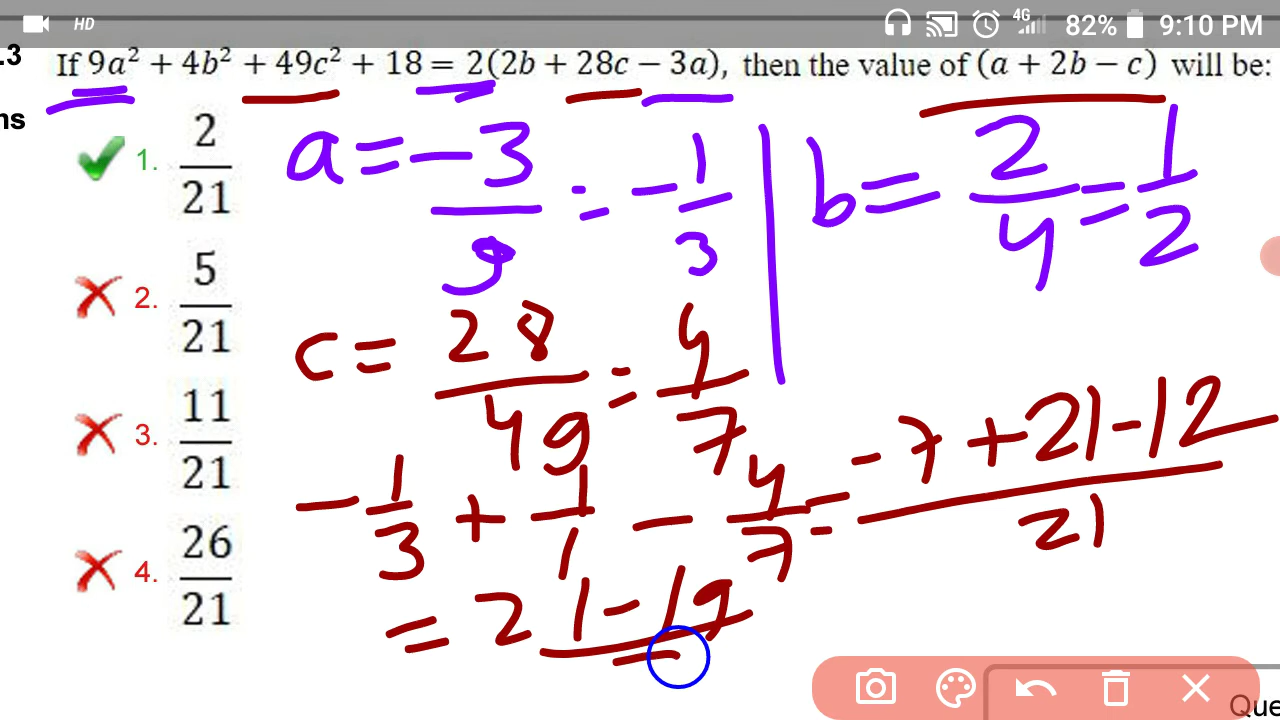 HD 4G 82% 9:10 PM
.3 If 9a² + 4b² + 49c² + 18 = 2(2b + 28c − 3a), then the value of (a + 2b − c) will be:
ns
1. 2/21
2. 5/21
3. 11/21
4. 26/21
a = -3/9 = -1/3 b = 2/4 = 1/2
c = 28/49 = 4/7
-1/3 + 1/1 - 4/7 = -7+21-12/21
= 21-19
Que